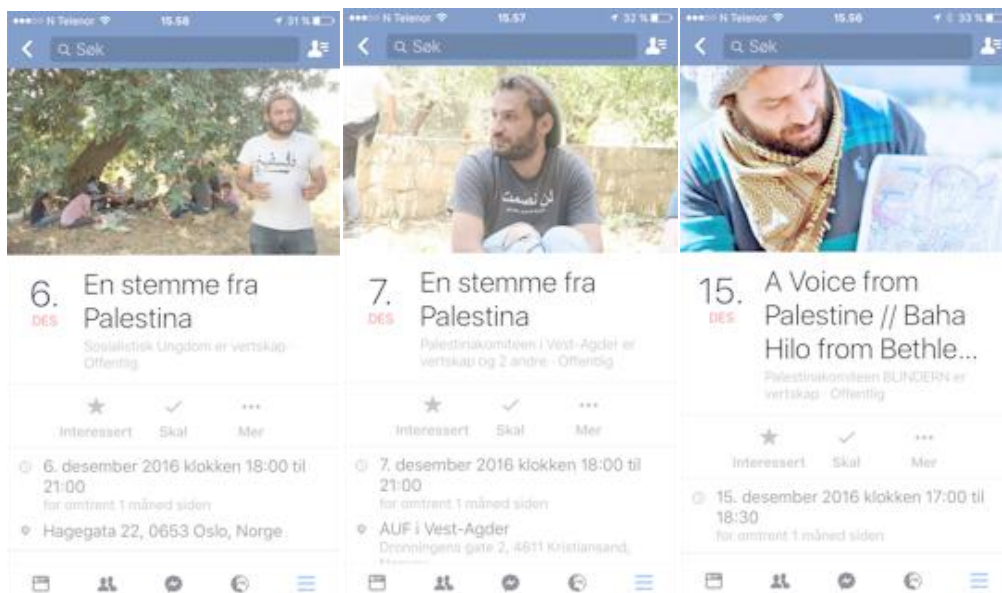 N Telenor 15.58 31 %
Søk
فلسطين
6.
DES
En stemme fra
Palestina
Sosialistisk Ungdom er vertskap ·
Offentlig
Interessert Skal Mer
6. desember 2016 klokken 18:00 til
21:00
for omtrent 1 måned siden
Hagegata 22, 0653 Oslo, Norge
N Telenor 15.57 32 %
Søk
لن نصمت
7.
DES
En stemme fra
Palestina
Palestinakomiteen i Vest-Agder er
vertskap og 2 andre · Offentlig
Interessert Skal Mer
7. desember 2016 klokken 18:00 til
21:00
for omtrent 1 måned siden
AUF i Vest-Agder
Dronningens gate 2, 4611 Kristiansand,
N Telenor 15.56 33 %
Søk
15.
DES
A Voice from
Palestine // Baha
Hilo from Bethle...
Palestinakomiteen BLINDERN er
vertskap · Offentlig
Interessert Skal Mer
15. desember 2016 klokken 17:00 til
18:30
for omtrent 1 måned siden